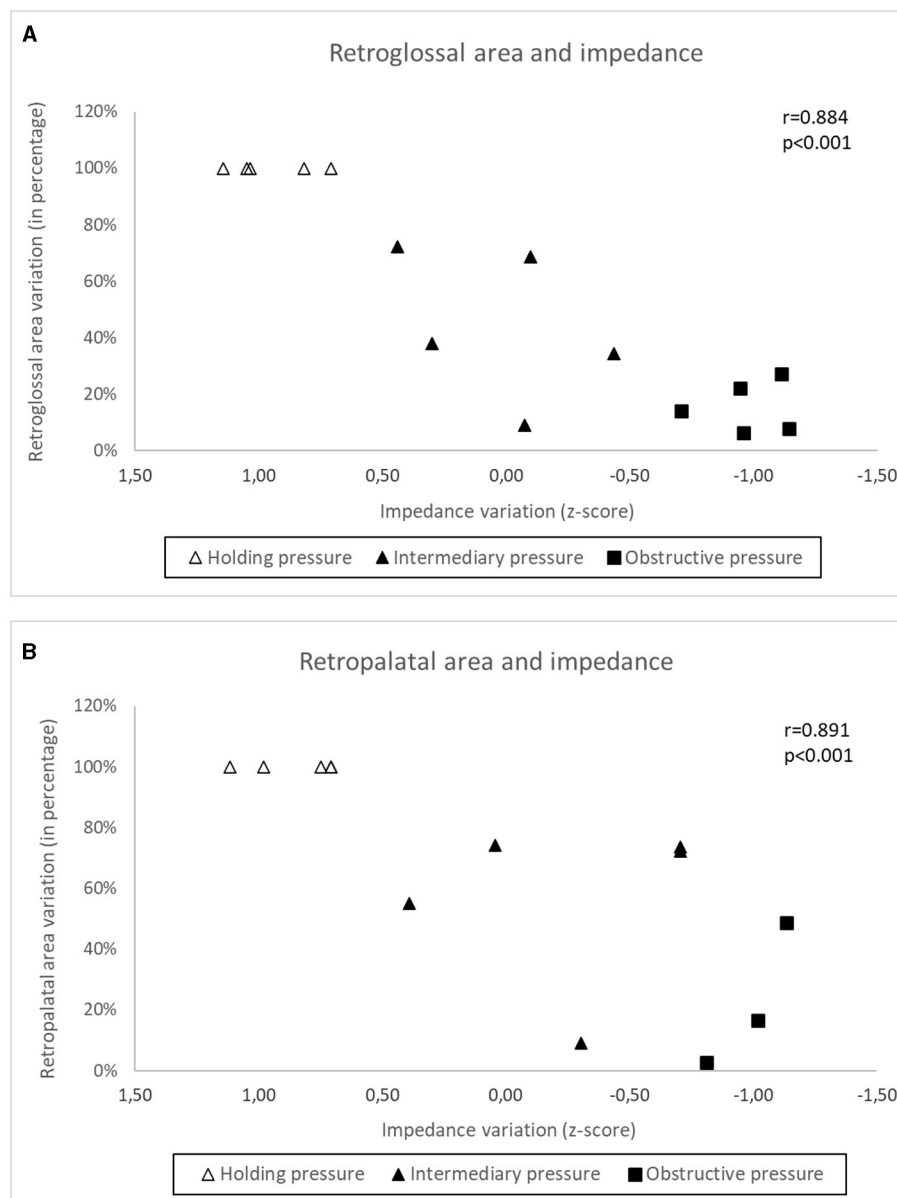 A
Retroglossal area and impedance
r=0.884
p<0.001
Retroglossal area variation (in percentage)
120%
100%
80%
60%
40%
20%
0%
1,50 1,00 0,50 0,00 -0,50 -1,00 -1,50
Impedance variation (z-score)
Holding pressure Intermediary pressure Obstructive pressure
B
Retropalatal area and impedance
r=0.891
p<0.001
Retropalatal area variation (in percentage)
120%
100%
80%
60%
40%
20%
0%
1,50 1,00 0,50 0,00 -0,50 -1,00 -1,50
Impedance variation (z-score)
Holding pressure Intermediary pressure Obstructive pressure